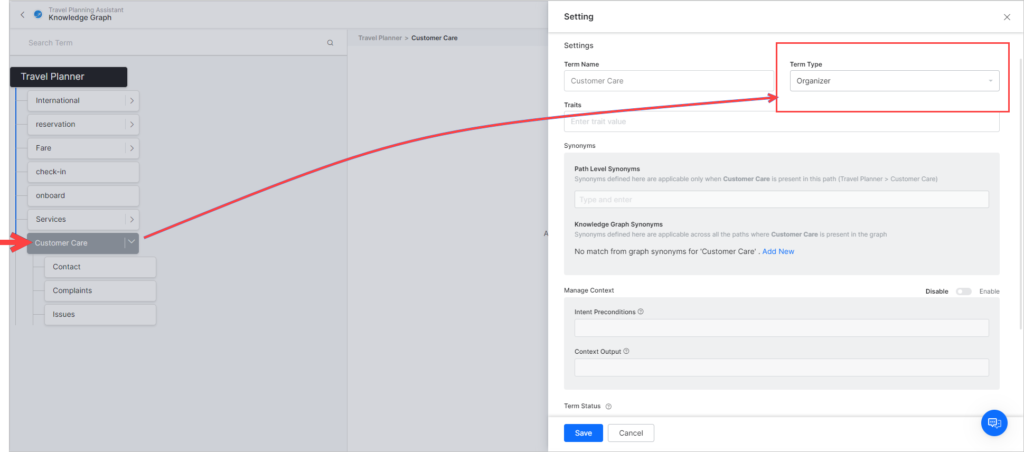 Travel Planning Assistant
Knowledge Graph
Search Term
Travel Planner
International
reservation
Fare
check-in
onboard
Services
Customer Care
Contact
Complaints
Issues
Travel Planner > Customer Care
A
Setting
Settings
Term Name
Customer Care
Term Type
Organizer
Traits
Enter trait value
Synonyms
Path Level Synonyms
Synonyms defined here are applicable only when Customer Care is present in this path (Travel Planner > Customer Care)
Type and enter
Knowledge Graph Synonyms
Synonyms defined here are applicable across all the paths where Customer Care is present in the graph
No match from graph synonyms for 'Customer Care' . Add New
Manage Context
Disable Enable
Intent Preconditions
Context Output
Term Status
Save Cancel